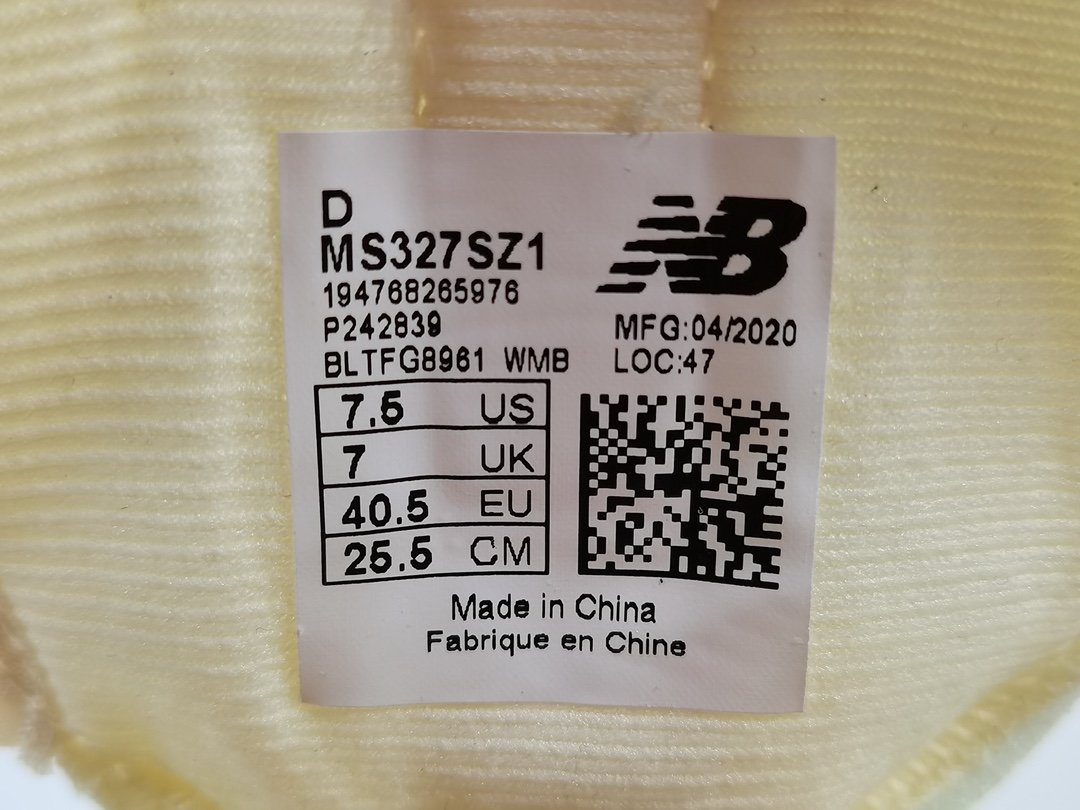 D
MS327SZ1
NB
194768265976
P242839
MFG:04/2020
BLTFG8961 WMB
LOC:47
7.5 US
7 UK
40.5 EU
25.5 CM
Made in China
Fabrique en Chine